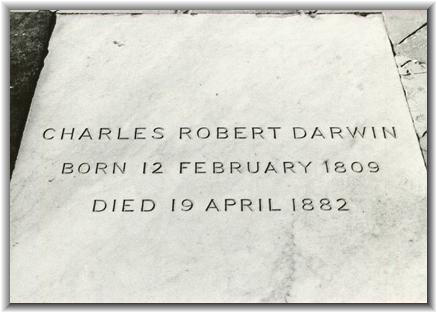 CHARLES ROBERT DARWIN
BORN 12 FEBRUARY 1809
DIED 19 APRIL 1882